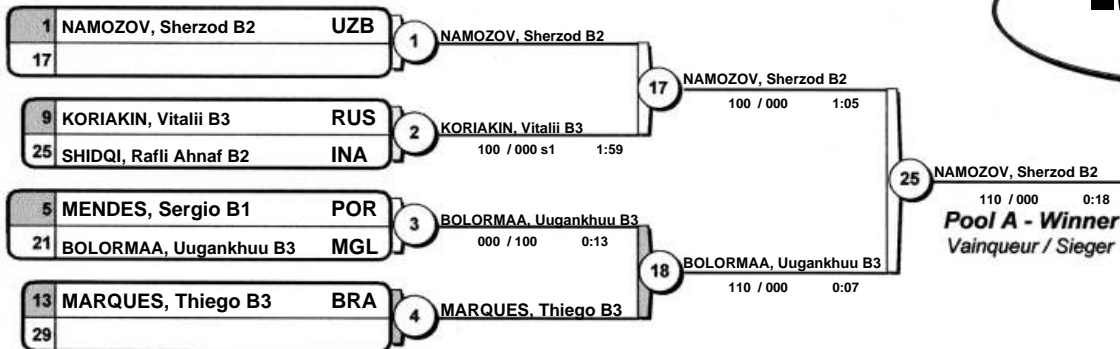 1 NAMOZOV, Sherzod B2 UZB
17
1
NAMOZOV, Sherzod B2
9 KORIAKIN, Vitalii B3 RUS
25 SHIDQI, Rafli Ahnaf B2 INA
2
KORIAKIN, Vitalii B3
100 / 000 s1 1:59
17
NAMOZOV, Sherzod B2
100 / 000 1:05
5 MENDES, Sergio B1 POR
21 BOLORMAA, Uugankhuu B3 MGL
3
BOLORMAA, Uugankhuu B3
000 / 100 0:13
13 MARQUES, Thiego B3 BRA
29
4
MARQUES, Thiego B3
18
BOLORMAA, Uugankhuu B3
110 / 000 0:07
25
NAMOZOV, Sherzod B2
110 / 000 0:18
Pool A - Winner
Vainqueur / Sieger